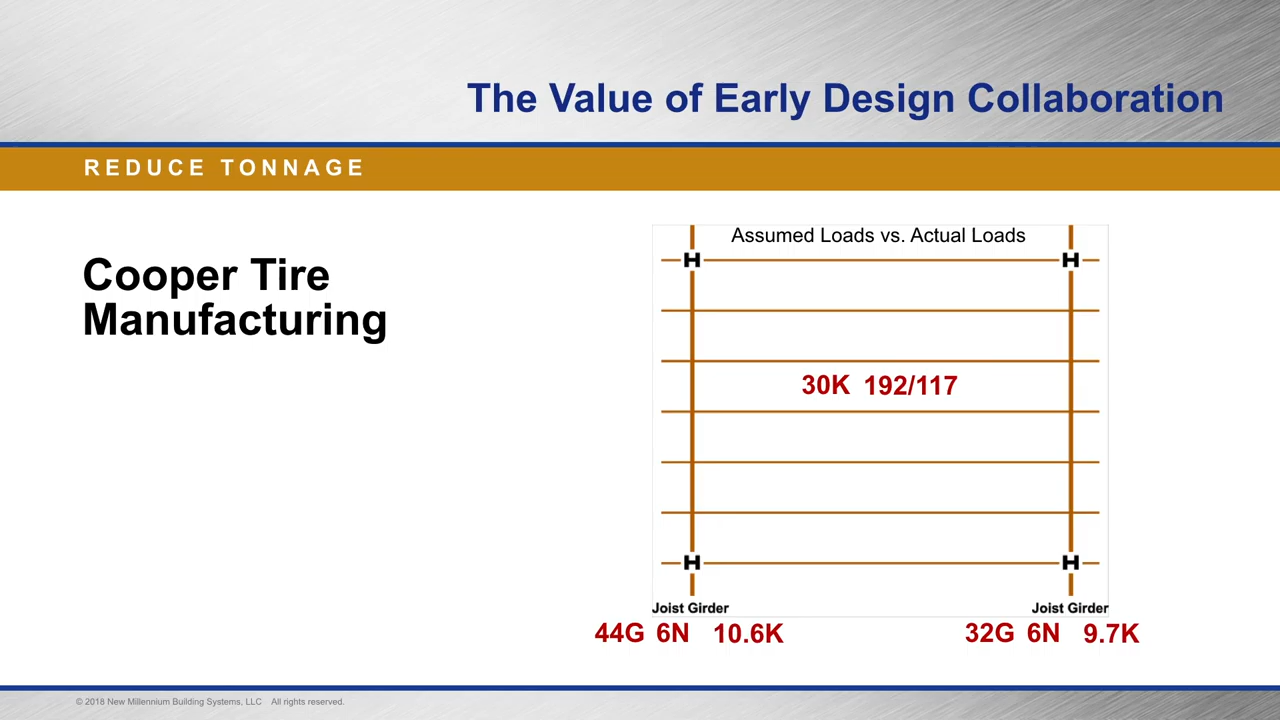 The Value of Early Design Collaboration
REDUCE TONNAGE
Cooper Tire
Manufacturing
Assumed Loads vs. Actual Loads
H H
30K 192/117
H H
Joist Girder Joist Girder
44G 6N 10.6K 32G 6N 9.7K
© 2018 New Millennium Building Systems, LLC All rights reserved.